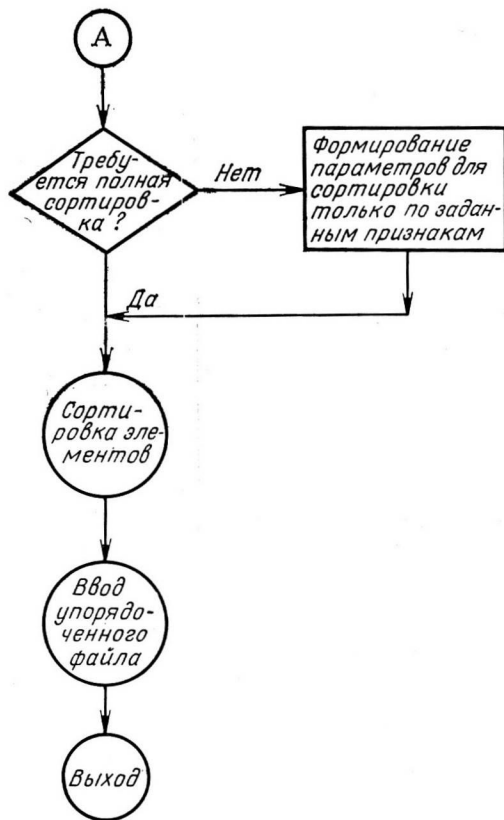 А
Требу-
ется полная
сортиров-
ка ?
Нет
Формирование
параметров для
сортировки
только по задан-
ным признакам
Да
Сорти-
ровка эле-
ментов
Ввод
упорядо-
ченного
файла
Выход